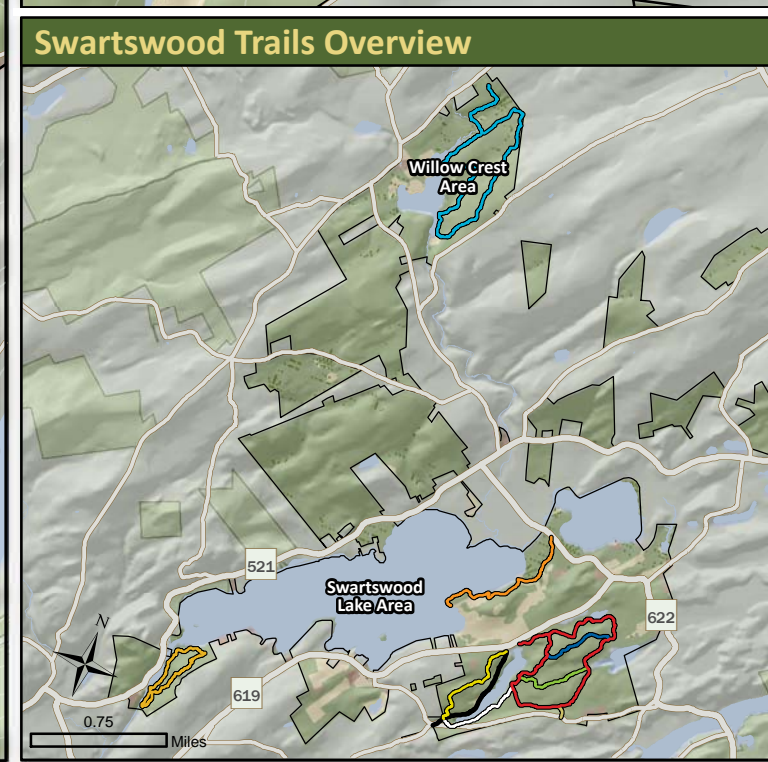 Swartswood Trails Overview
Willow Crest
Area
521
Swartswood
Lake Area
622
N
619
0.75
Miles